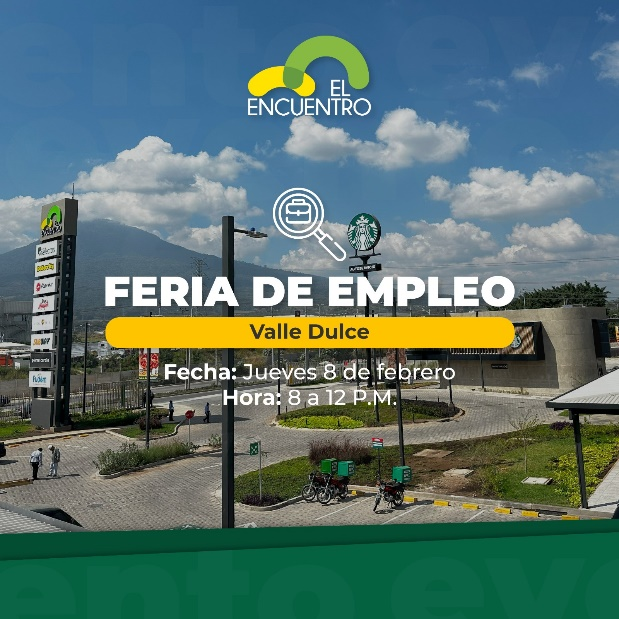 EL
ENCUENTRO
FERIA DE EMPLEO
Valle Dulce
Fecha: Jueves 8 de febrero
Hora: 8 a 12 P.M.